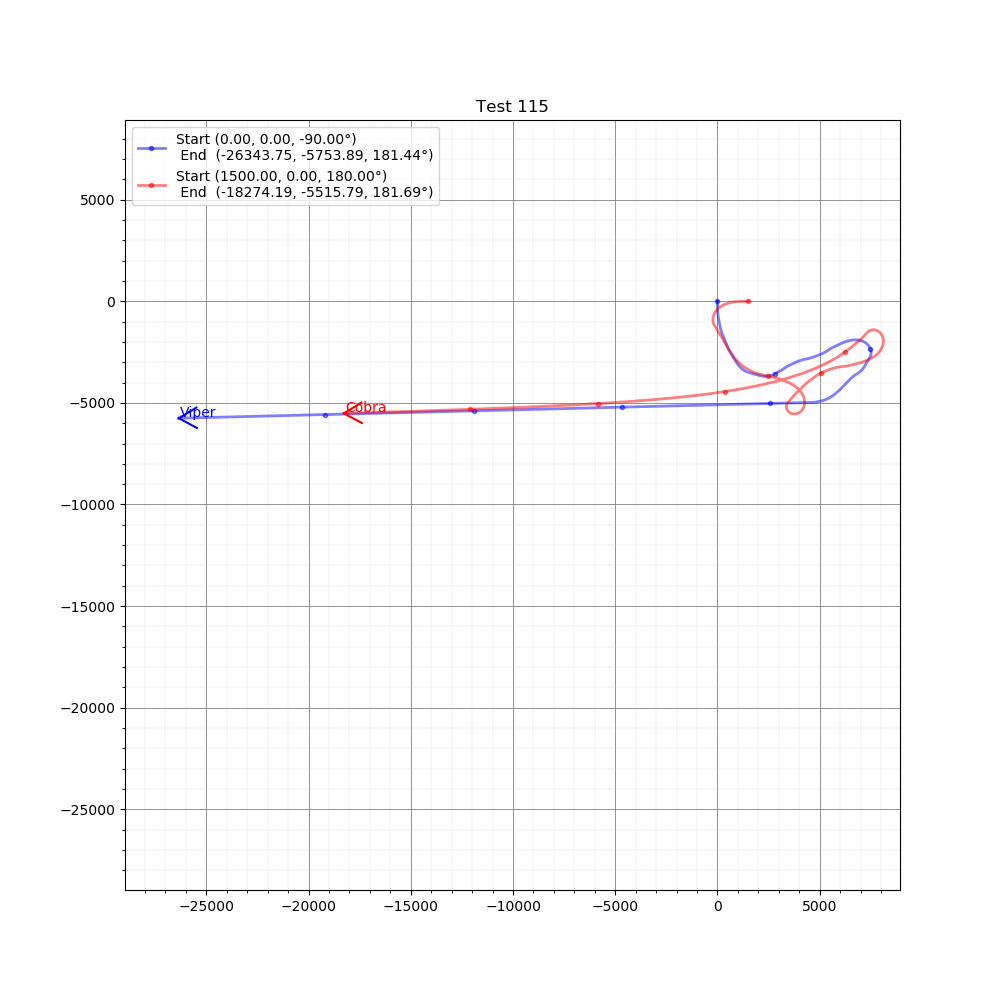 Test 115
Start (0.00, 0.00, -90.00°)
End  (-26343.75, -5753.89, 181.44°)
Start (1500.00, 0.00, 180.00°)
End  (-18274.19, -5515.79, 181.69°)
5000
0
−5000
−10000
−15000
−20000
−25000
Viper
Cobra
−25000 −20000 −15000 −10000 −5000 0 5000